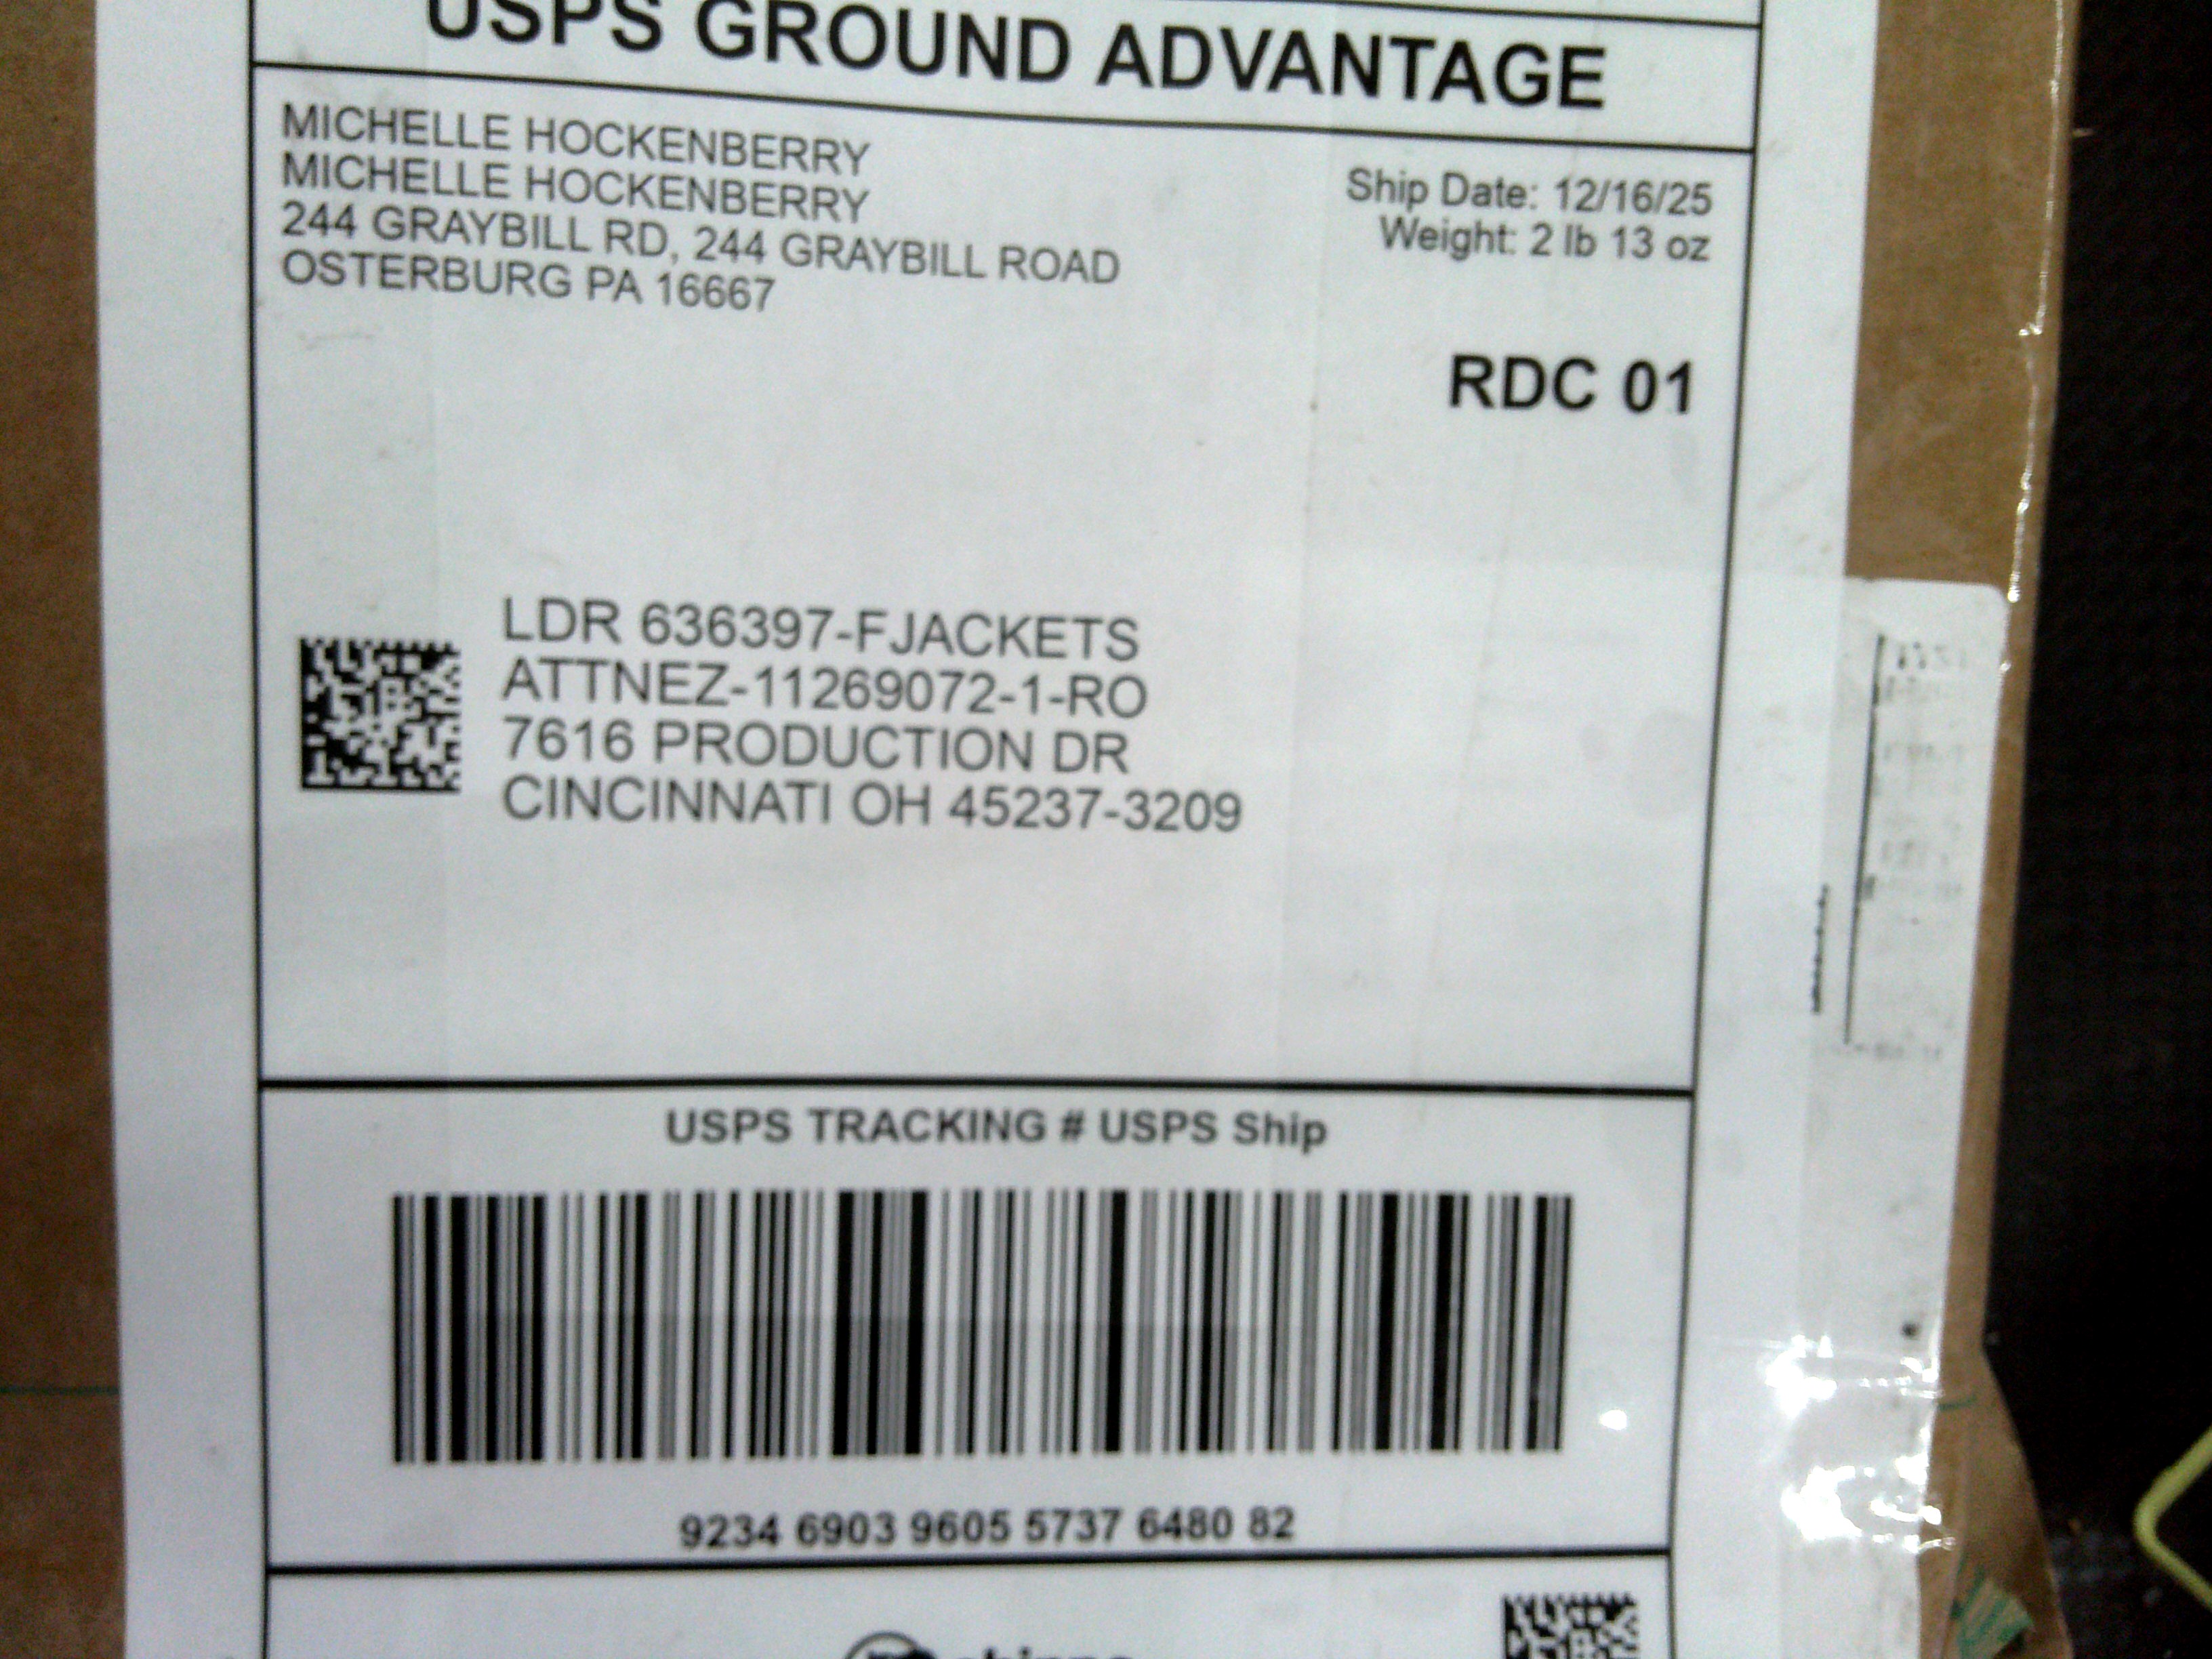 USPS GROUND ADVANTAGE
MICHELLE HOCKENBERRY
MICHELLE HOCKENBERRY
244 GRAYBILL RD, 244 GRAYBILL ROAD
OSTERBURG PA 16667
Ship Date: 12/16/25
Weight: 2 lb 13 oz
RDC 01
LDR 636397-FJACKETS
ATTNEZ-11269072-1-RO
7616 PRODUCTION DR
CINCINNATI OH 45237-3209
USPS TRACKING # USPS Ship
9234 6903 9605 5737 6480 82